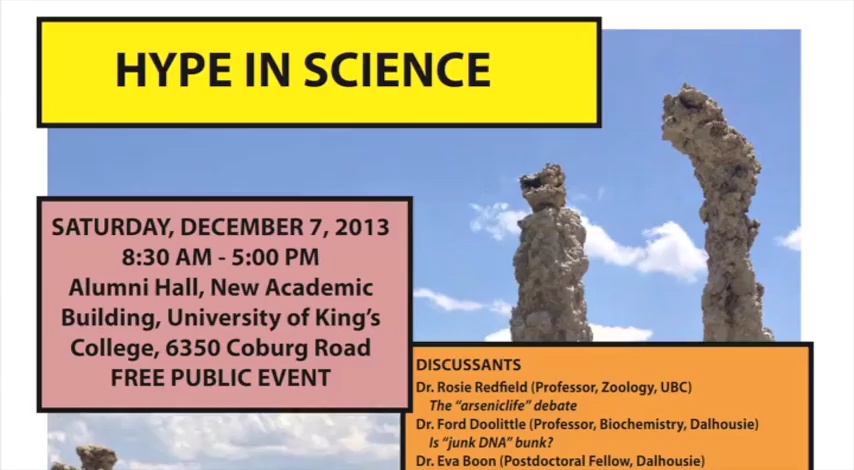 HYPE IN SCIENCE
SATURDAY, DECEMBER 7, 2013
8:30 AM - 5:00 PM
Alumni Hall, New Academic
Building, University of King's
College, 6350 Coburg Road
FREE PUBLIC EVENT
DISCUSSANTS
Dr. Rosie Redfield (Professor, Zoology, UBC)
The “arseniclife” debate
Dr. Ford Doolittle (Professor, Biochemistry, Dalhousie)
Is “junk DNA” bunk?
Dr. Eva Boon (Postdoctoral Fellow, Dalhousie)